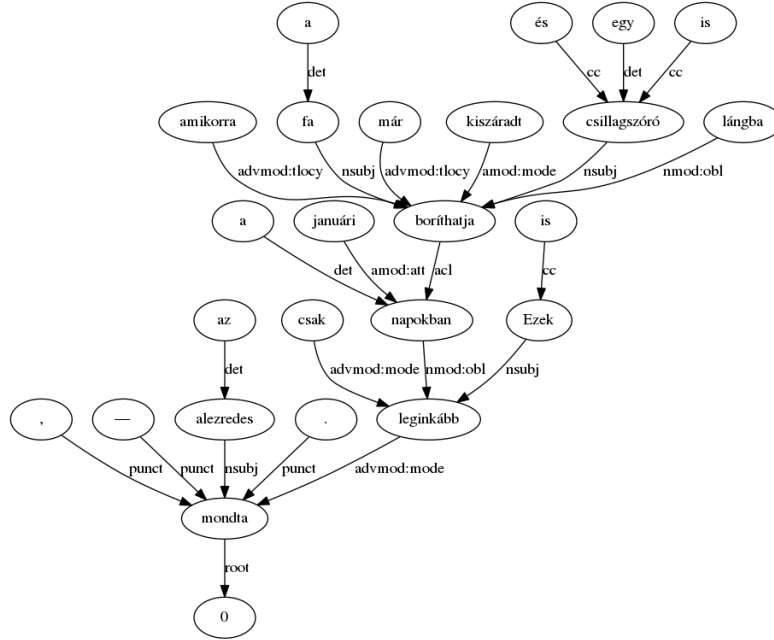 a és egy is
det cc det cc
amikorra fa már kiszáradt csillagszóró lángba
advmod:tlocy nsubj advmod:tlocy amod:mode nsubj nmod:obl
a januári boríthatja is
det amod:att acl cc
az csak napokban Ezek
det advmod:mode nmod:obl nsubj
, — alezredes . leginkább
punct punct nsubj punct advmod:mode
mondta
root
0